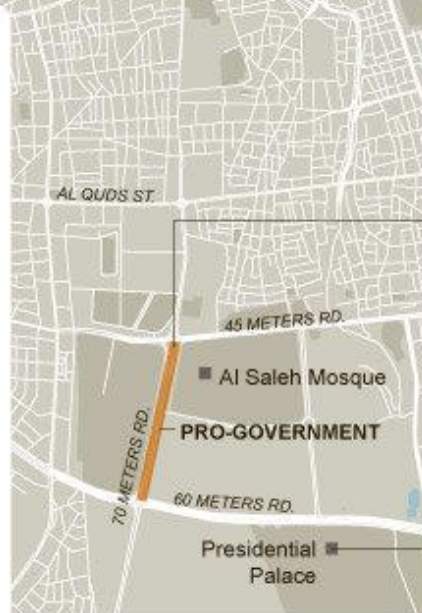 AL QUDS ST.
45 METERS RD.
Al Saleh Mosque
PRO-GOVERNMENT
70 METERS RD.
60 METERS RD.
Presidential
Palace